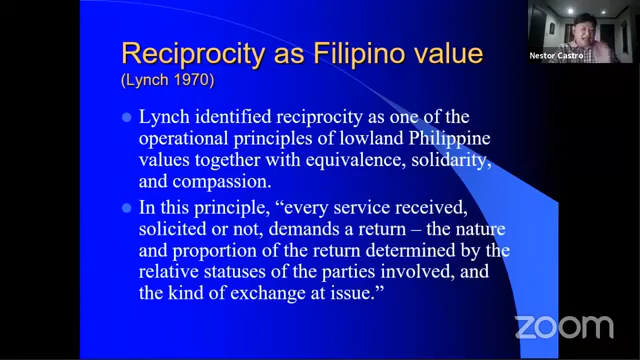 Reciprocity as Filipino value
(Lynch 1970)
Nestor Castro
Lynch identified reciprocity as one of the
operational principles of lowland Philippine
values together with equivalence, solidarity,
and compassion.
In this principle, “every service received,
solicited or not, demands a return – the nature
and proportion of the return determined by the
relative statuses of the parties involved, and
the kind of exchange at issue.”
zoom